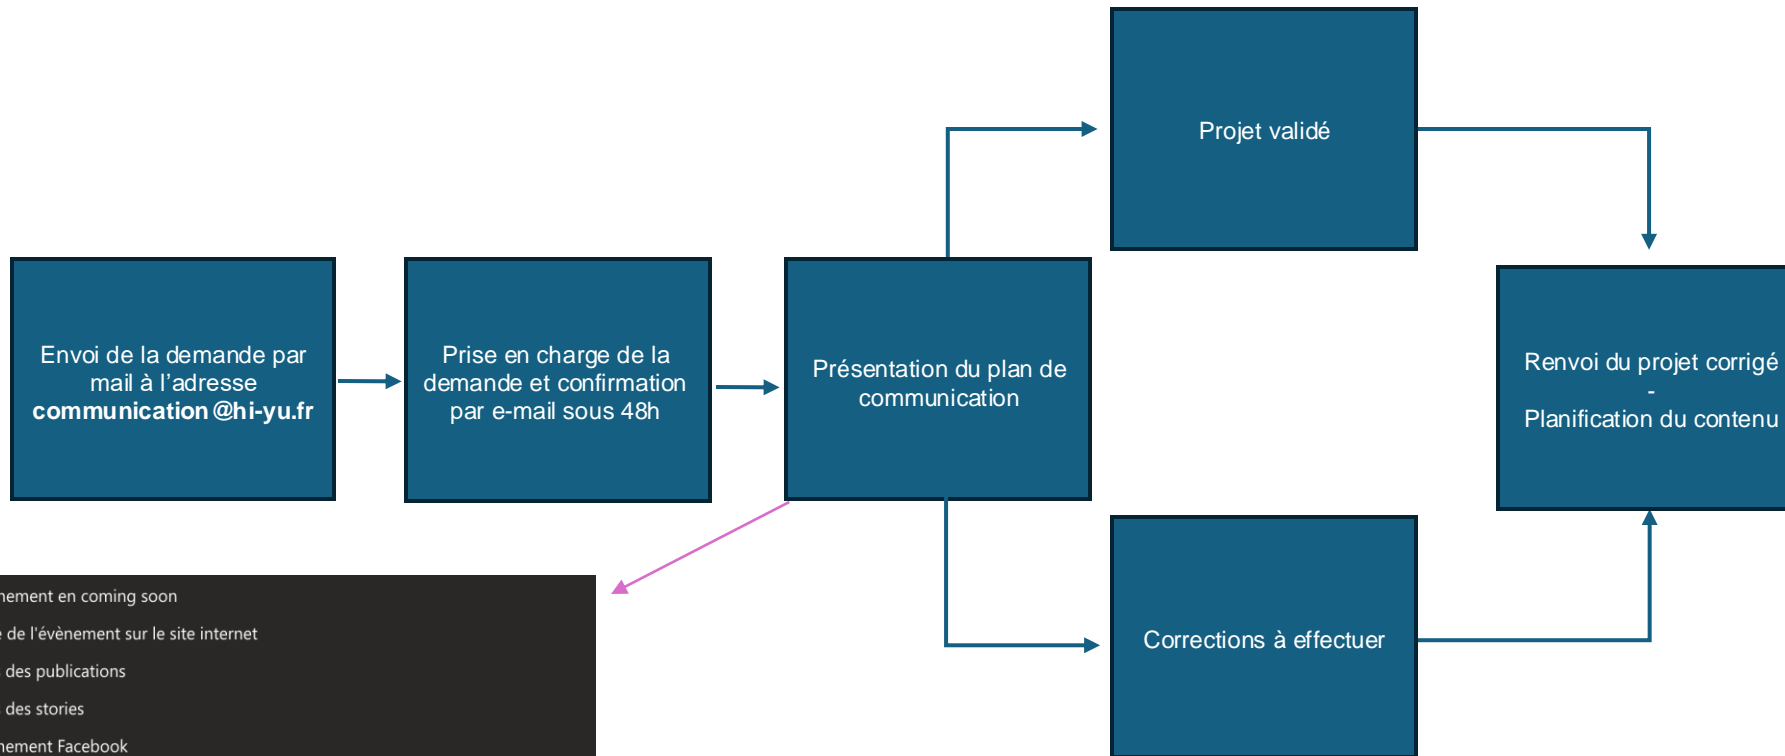 Projet validé
Envoi de la demande par
mail à l’adresse
communication@hi-yu.fr
Prise en charge de la
demande et confirmation
par e-mail sous 48h
Présentation du plan de
communication
Renvoi du projet corrigé
-
Planification du contenu
Corrections à effectuer
en coming soon
de l'évènement sur le site internet
des publications
des stories
Facebook